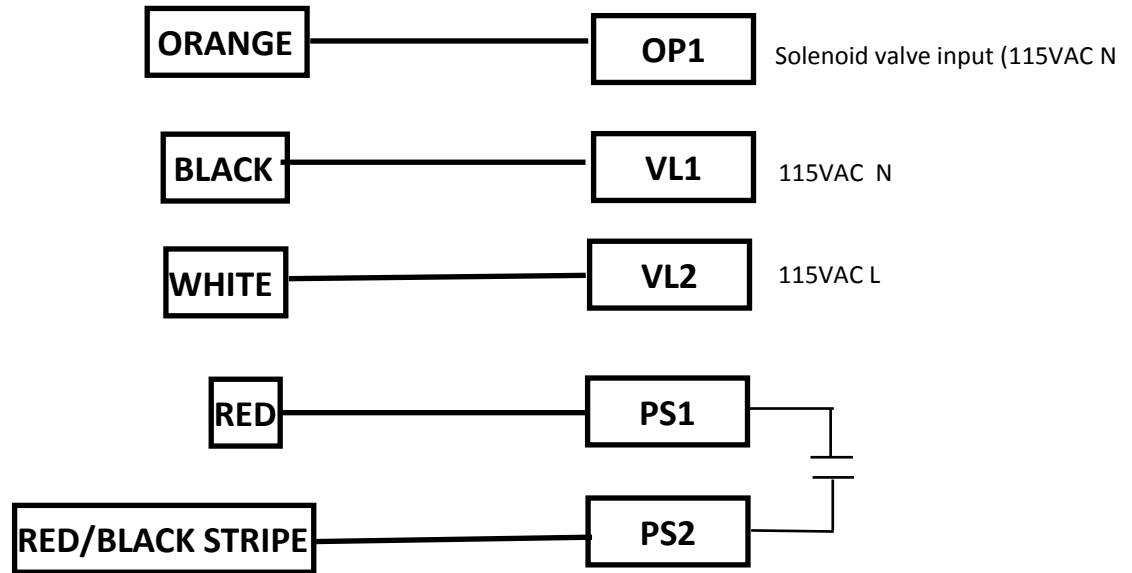 ORANGE OP1 Solenoid valve input (115VAC N
BLACK VL1 115VAC N
WHITE VL2 115VAC L
RED PS1
RED/BLACK STRIPE PS2